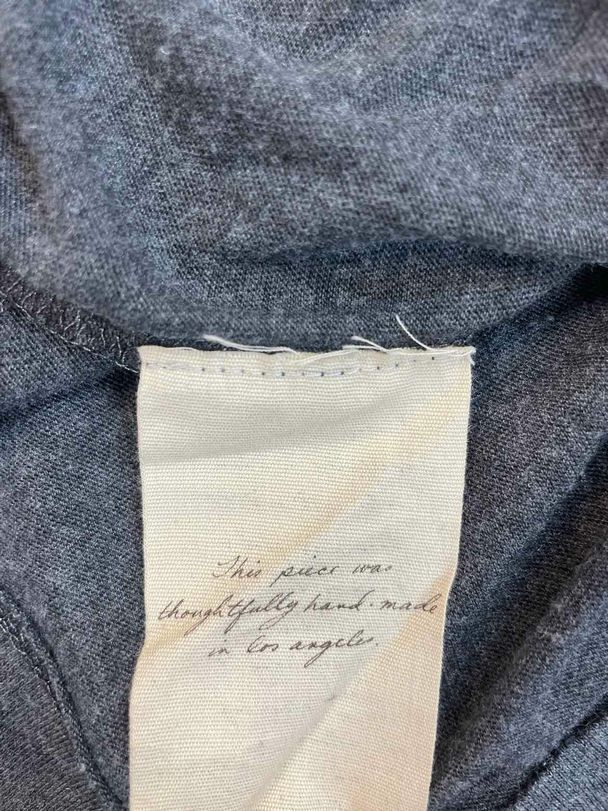 This piece was
thoughtfully hand-made
in los angeles.